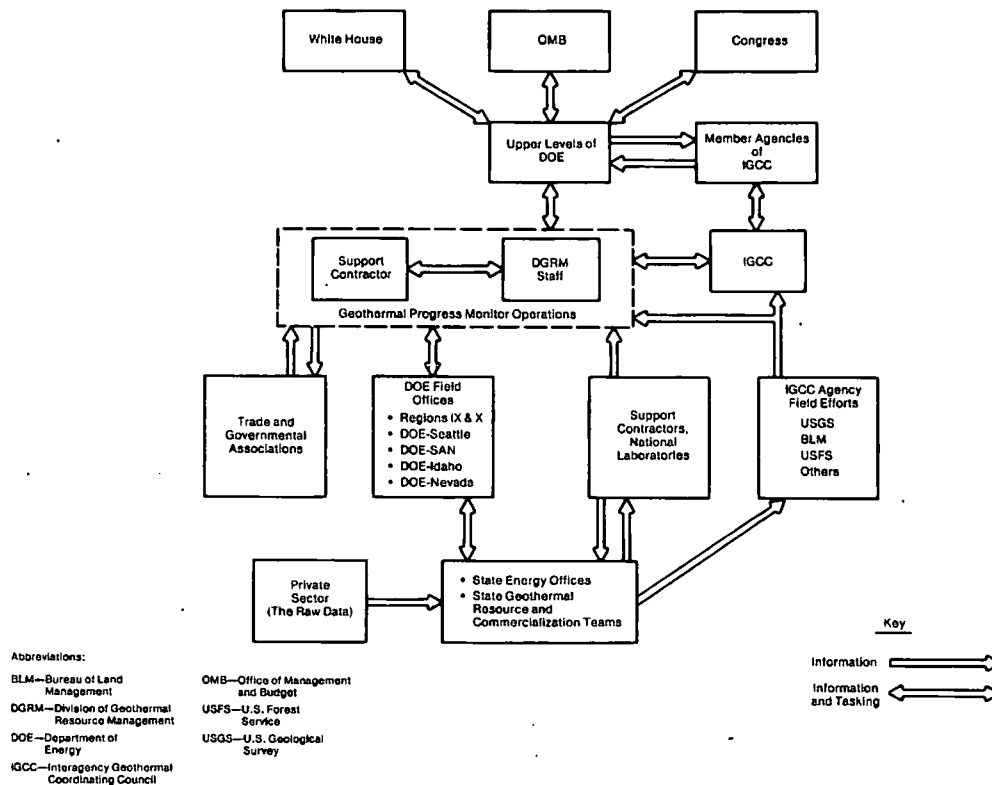 White House
OMB
Congress
Upper Levels of
DOE
Member Agencies
of
IGCC
Support
Contractor
DGRM
Staff
IGCC
Geothermal Progress Monitor Operations
Trade and
Governmental
Associations
DOE Field
Offices
• Regions IX & X
• DOE-Seattle
• DOE-SAN
• DOE-Idaho
• DOE-Nevada
Support
Contractors,
National
Laboratories
IGCC Agency
Field Efforts
USGS
BLM
USFS
Others
Private
Sector
(The Raw Data)
• State Energy Offices
• State Geothermal
Resource and
Commercialization Teams
Key
Information
Information
and Tasking
Abbreviations:
BLM—Bureau of Land
Management
DGRM—Division of Geothermal
Resource Management
DOE—Department of
Energy
IGCC—Interagency Geothermal
Coordinating Council
OMB—Office of Management
and Budget
USFS—U.S. Forest
Service
USGS—U.S. Geological
Survey